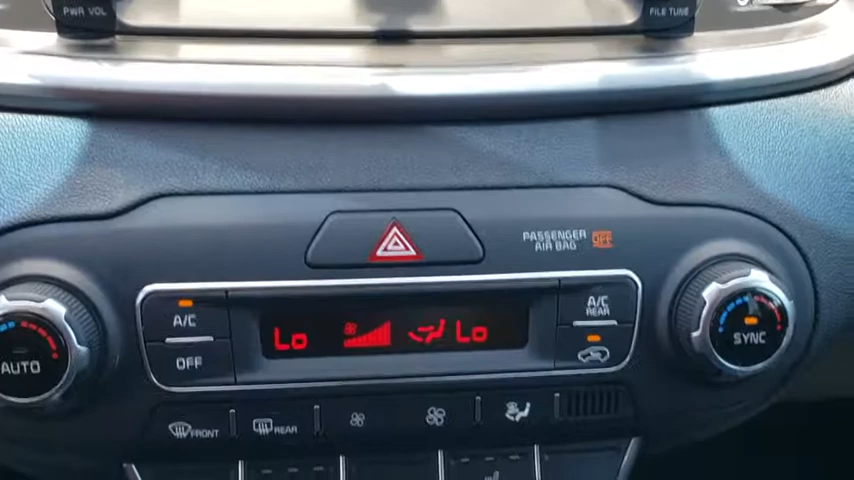 PWR VOL
FILE TUNE
PASSENGER
AIR BAG OFF
A/C
A/C
REAR
Lo
Lo
AUTO
OFF
SYNC
FRONT
REAR